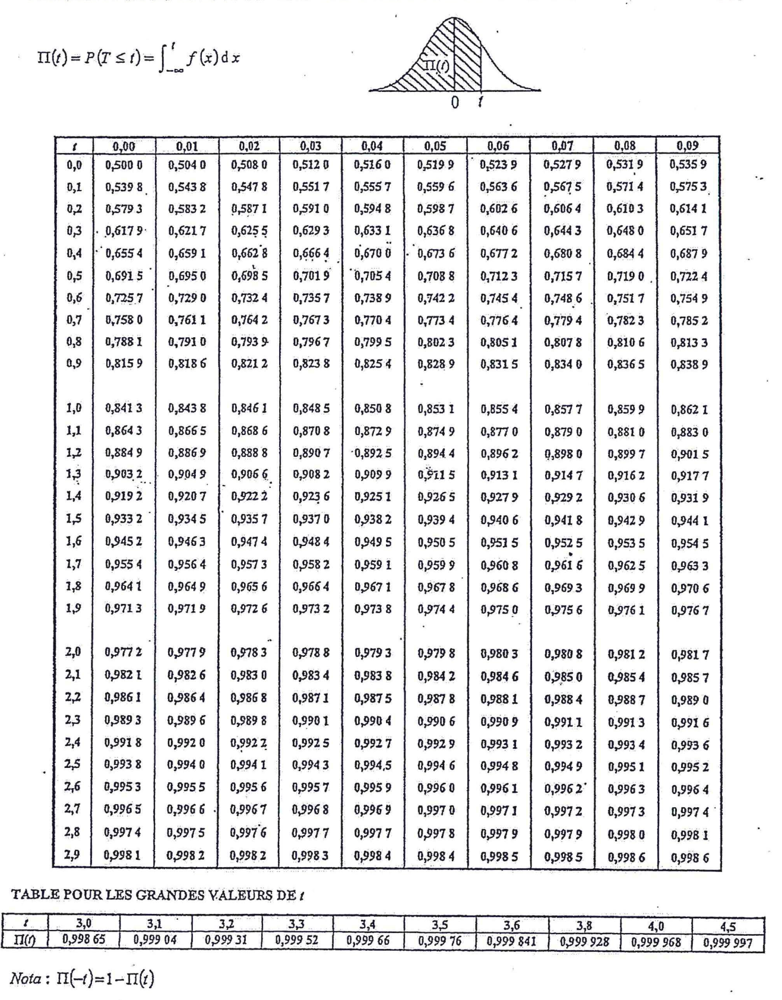 Π(t) = P(T ≤ t) = ∫_{-∞}^{t} f(x) dx
Π(t)
0 t
t 0,00 0,01 0,02 0,03 0,04 0,05 0,06 0,07 0,08 0,09
0,0 0,500 0 0,504 0 0,508 0 0,512 0 0,516 0 0,519 9 0,523 9 0,527 9 0,531 9 0,535 9
0,1 0,539 8 0,543 8 0,547 8 0,551 7 0,555 7 0,559 6 0,563 6 0,567 5 0,571 4 0,575 3
0,2 0,579 3 0,583 2 0,587 1 0,591 0 0,594 8 0,598 7 0,602 6 0,606 4 0,610 3 0,614 1
0,3 0,617 9 0,621 7 0,625 5 0,629 3 0,633 1 0,636 8 0,640 6 0,644 3 0,648 0 0,651 7
0,4 0,655 4 0,659 1 0,662 8 0,666 4 0,670 0 0,673 6 0,677 2 0,680 8 0,684 4 0,687 9
0,5 0,691 5 0,695 0 0,698 5 0,701 9 0,705 4 0,708 8 0,712 3 0,715 7 0,719 0 0,722 4
0,6 0,725 7 0,729 0 0,732 4 0,735 7 0,738 9 0,742 2 0,745 4 0,748 6 0,751 7 0,754 9
0,7 0,758 0 0,761 1 0,764 2 0,767 3 0,770 4 0,773 4 0,776 4 0,779 4 0,782 3 0,785 2
0,8 0,788 1 0,791 0 0,793 9 0,796 7 0,799 5 0,802 3 0,805 1 0,807 8 0,810 6 0,813 3
0,9 0,815 9 0,818 6 0,821 2 0,823 8 0,825 4 0,828 9 0,831 5 0,834 0 0,836 5 0,838 9
1,0 0,841 3 0,843 8 0,846 1 0,848 5 0,850 8 0,853 1 0,855 4 0,857 7 0,859 9 0,862 1
1,1 0,864 3 0,866 5 0,868 6 0,870 8 0,872 9 0,874 9 0,877 0 0,879 0 0,881 0 0,883 0
1,2 0,884 9 0,886 9 0,888 8 0,890 7 0,892 5 0,894 4 0,896 2 0,898 0 0,899 7 0,901 5
1,3 0,903 2 0,904 9 0,906 6 0,908 2 0,909 9 0,911 5 0,913 1 0,914 7 0,916 2 0,917 7
1,4 0,919 2 0,920 7 0,922 2 0,923 6 0,925 1 0,926 5 0,927 9 0,929 2 0,930 6 0,931 9
1,5 0,933 2 0,934 5 0,935 7 0,937 0 0,938 2 0,939 4 0,940 6 0,941 8 0,942 9 0,944 1
1,6 0,945 2 0,946 3 0,947 4 0,948 4 0,949 5 0,950 5 0,951 5 0,952 5 0,953 5 0,954 5
1,7 0,955 4 0,956 4 0,957 3 0,958 2 0,959 1 0,959 9 0,960 8 0,961 6 0,962 5 0,963 3
1,8 0,964 1 0,964 9 0,965 6 0,966 4 0,967 1 0,967 8 0,968 6 0,969 3 0,969 9 0,970 6
1,9 0,971 3 0,971 9 0,972 6 0,973 2 0,973 8 0,974 4 0,975 0 0,975 6 0,976 1 0,976 7
2,0 0,977 2 0,977 9 0,978 3 0,978 8 0,979 3 0,979 8 0,980 3 0,980 8 0,981 2 0,981 7
2,1 0,982 1 0,982 6 0,983 0 0,983 4 0,983 8 0,984 2 0,984 6 0,985 0 0,985 4 0,985 7
2,2 0,986 1 0,986 4 0,986 8 0,987 1 0,987 5 0,987 8 0,988 1 0,988 4 0,988 7 0,989 0
2,3 0,989 3 0,989 6 0,989 8 0,990 1 0,990 4 0,990 6 0,990 9 0,991 1 0,991 3 0,991 6
2,4 0,991 8 0,992 0 0,992 2 0,992 5 0,992 7 0,992 9 0,993 1 0,993 2 0,993 4 0,993 6
2,5 0,993 8 0,994 0 0,994 1 0,994 3 0,994,5 0,994 6 0,994 8 0,994 9 0,995 1 0,995 2
2,6 0,995 3 0,995 5 0,995 6 0,995 7 0,995 9 0,996 0 0,996 1 0,996 2 0,996 3 0,996 4
2,7 0,996 5 0,996 6 0,996 7 0,996 8 0,996 9 0,997 0 0,997 1 0,997 2 0,997 3 0,997 4
2,8 0,997 4 0,997 5 0,997 6 0,997 7 0,997 7 0,997 8 0,997 9 0,997 9 0,998 0 0,998 1
2,9 0,998 1 0,998 2 0,998 2 0,998 3 0,998 4 0,998 4 0,998 5 0,998 5 0,998 6 0,998 6
TABLE POUR LES GRANDES VALEURS DE t
t 3,0 3,1 3,2 3,3 3,4 3,5 3,6 3,8 4,0 4,5
Π(t) 0,998 65 0,999 04 0,999 31 0,999 52 0,999 66 0,999 76 0,999 841 0,999 928 0,999 968 0,999 997
Nota : Π(–t)=1–Π(t)